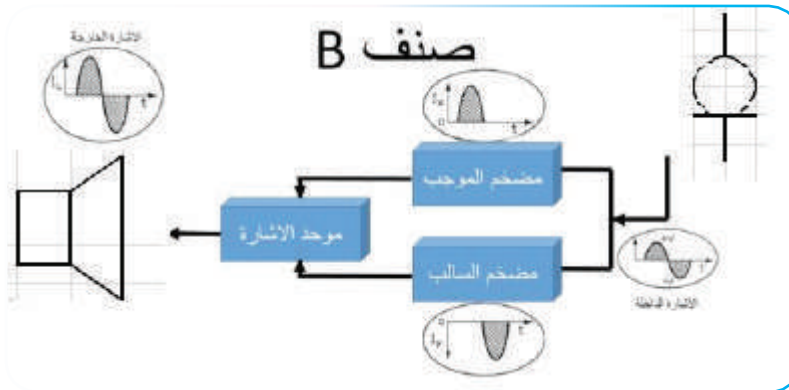 صنف B
الاشارة الخارجة
t
t
مضخم الموجب
موحد الاشارة
مضخم السالب
t
الاشارة الداخلة
t